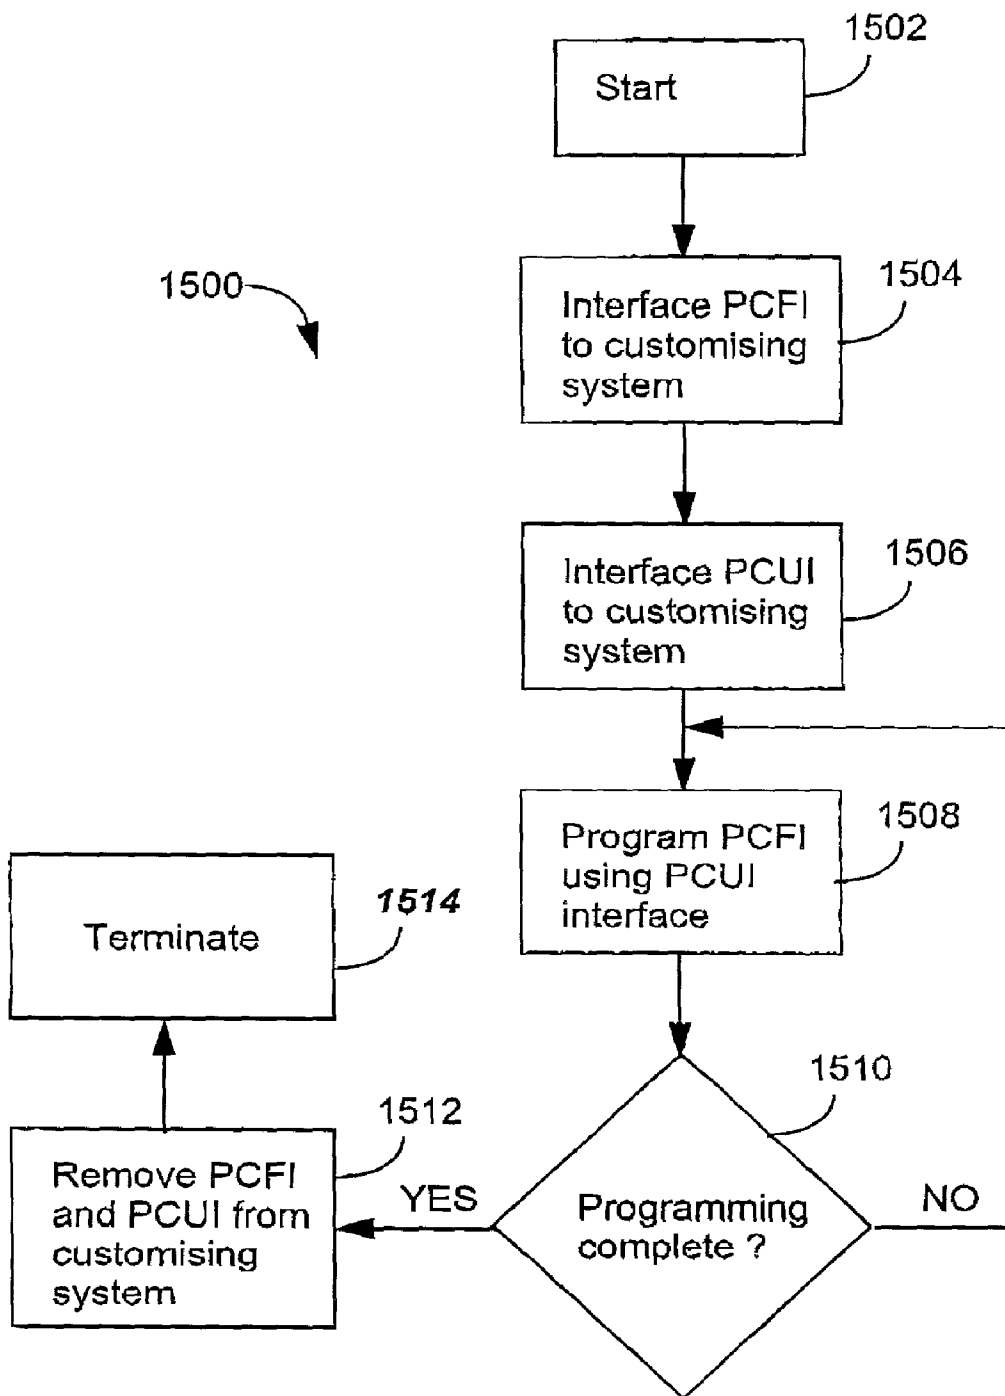 1502
Start
1500
1504
Interface PCFI
to customising
system
1506
Interface PCUI
to customising
system
1508
Program PCFI
using PCUI
interface
1514
Terminate
1510
Programming
complete ?
YES
NO
1512
Remove PCFI
and PCUI from
customising
system